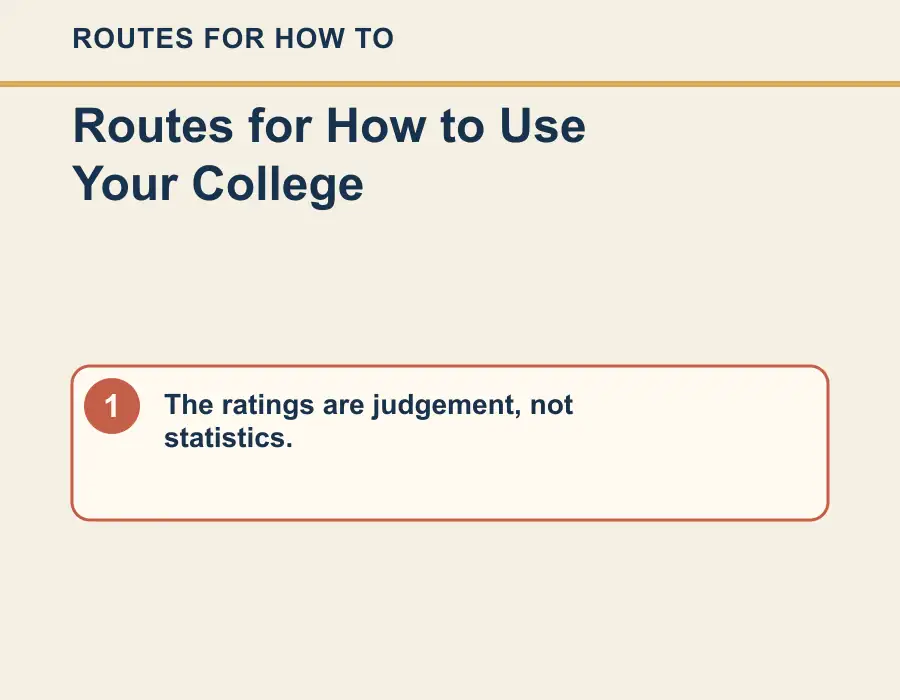 ROUTES FOR HOW TO
Routes for How to Use
Your College
1
The ratings are judgement, not
statistics.